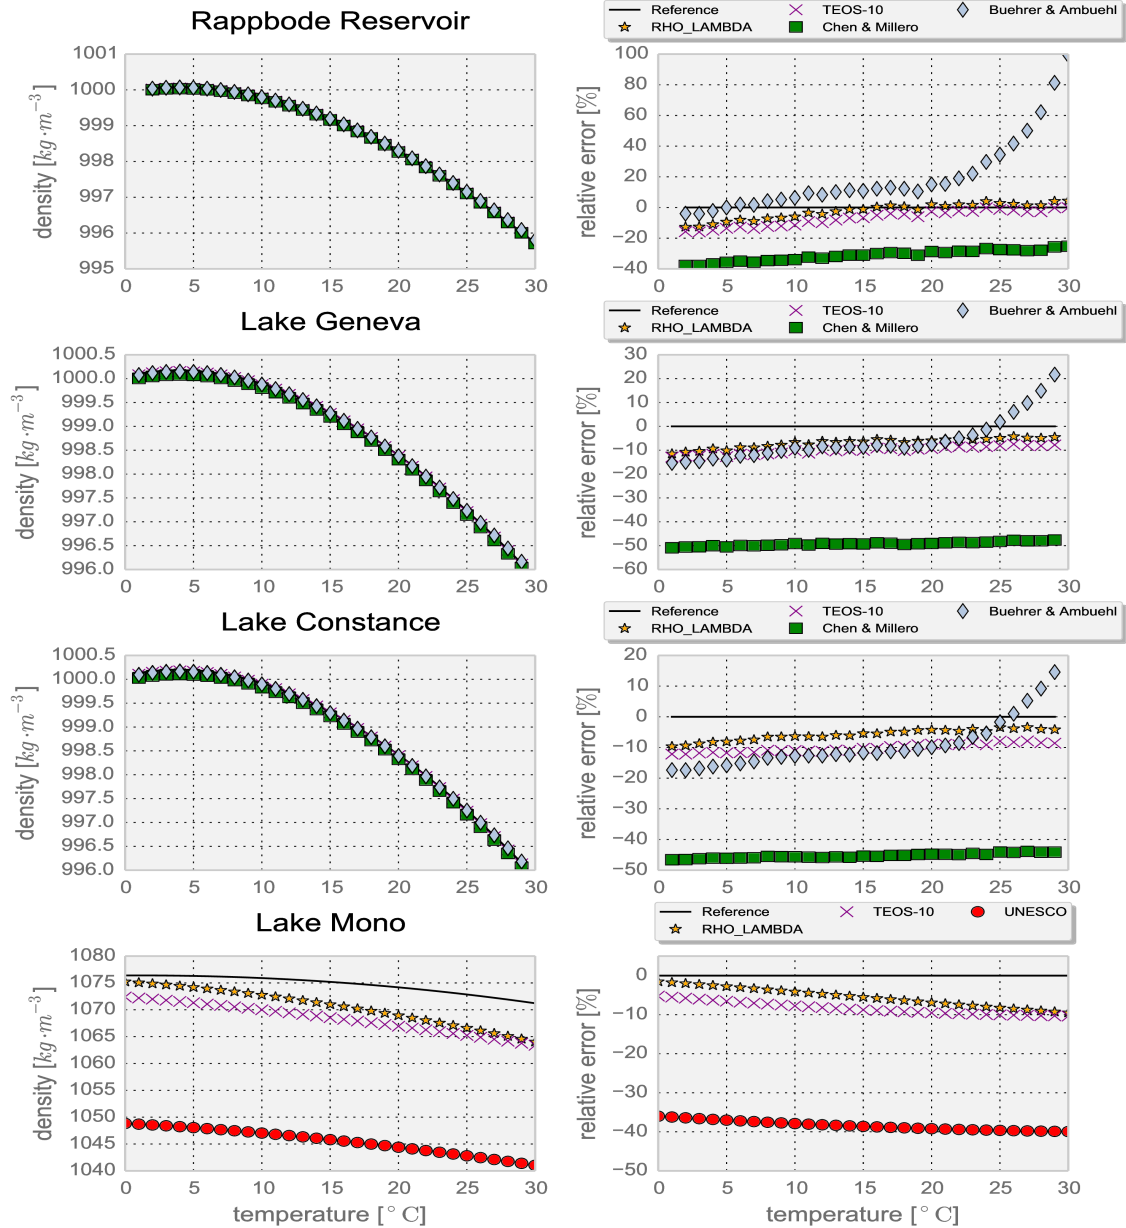 Rappbode Reservoir
Reference TEOS-10 Buehrer & Ambuehl
RHO_LAMBDA Chen & Millero
density [kg·m⁻³]
1001
1000
999
998
997
996
995
0 5 10 15 20 25 30
relative error [%]
100
80
60
40
20
0
−20
−40
0 5 10 15 20 25 30
Lake Geneva
Reference TEOS-10 Buehrer & Ambuehl
RHO_LAMBDA Chen & Millero
density [kg·m⁻³]
1000.5
1000.0
999.5
999.0
998.5
998.0
997.5
997.0
996.5
996.0
0 5 10 15 20 25 30
relative error [%]
30
20
10
0
−10
−20
−30
−40
−50
−60
0 5 10 15 20 25 30
Lake Constance
Reference TEOS-10 Buehrer & Ambuehl
RHO_LAMBDA Chen & Millero
density [kg·m⁻³]
1000.5
1000.0
999.5
999.0
998.5
998.0
997.5
997.0
996.5
996.0
0 5 10 15 20 25 30
relative error [%]
20
10
0
−10
−20
−30
−40
−50
0 5 10 15 20 25 30
Lake Mono
Reference TEOS-10 UNESCO
RHO_LAMBDA
density [kg·m⁻³]
1080
1075
1070
1065
1060
1055
1050
1045
1040
0 5 10 15 20 25 30
temperature [°C]
relative error [%]
0
−10
−20
−30
−40
−50
0 5 10 15 20 25 30
temperature [°C]